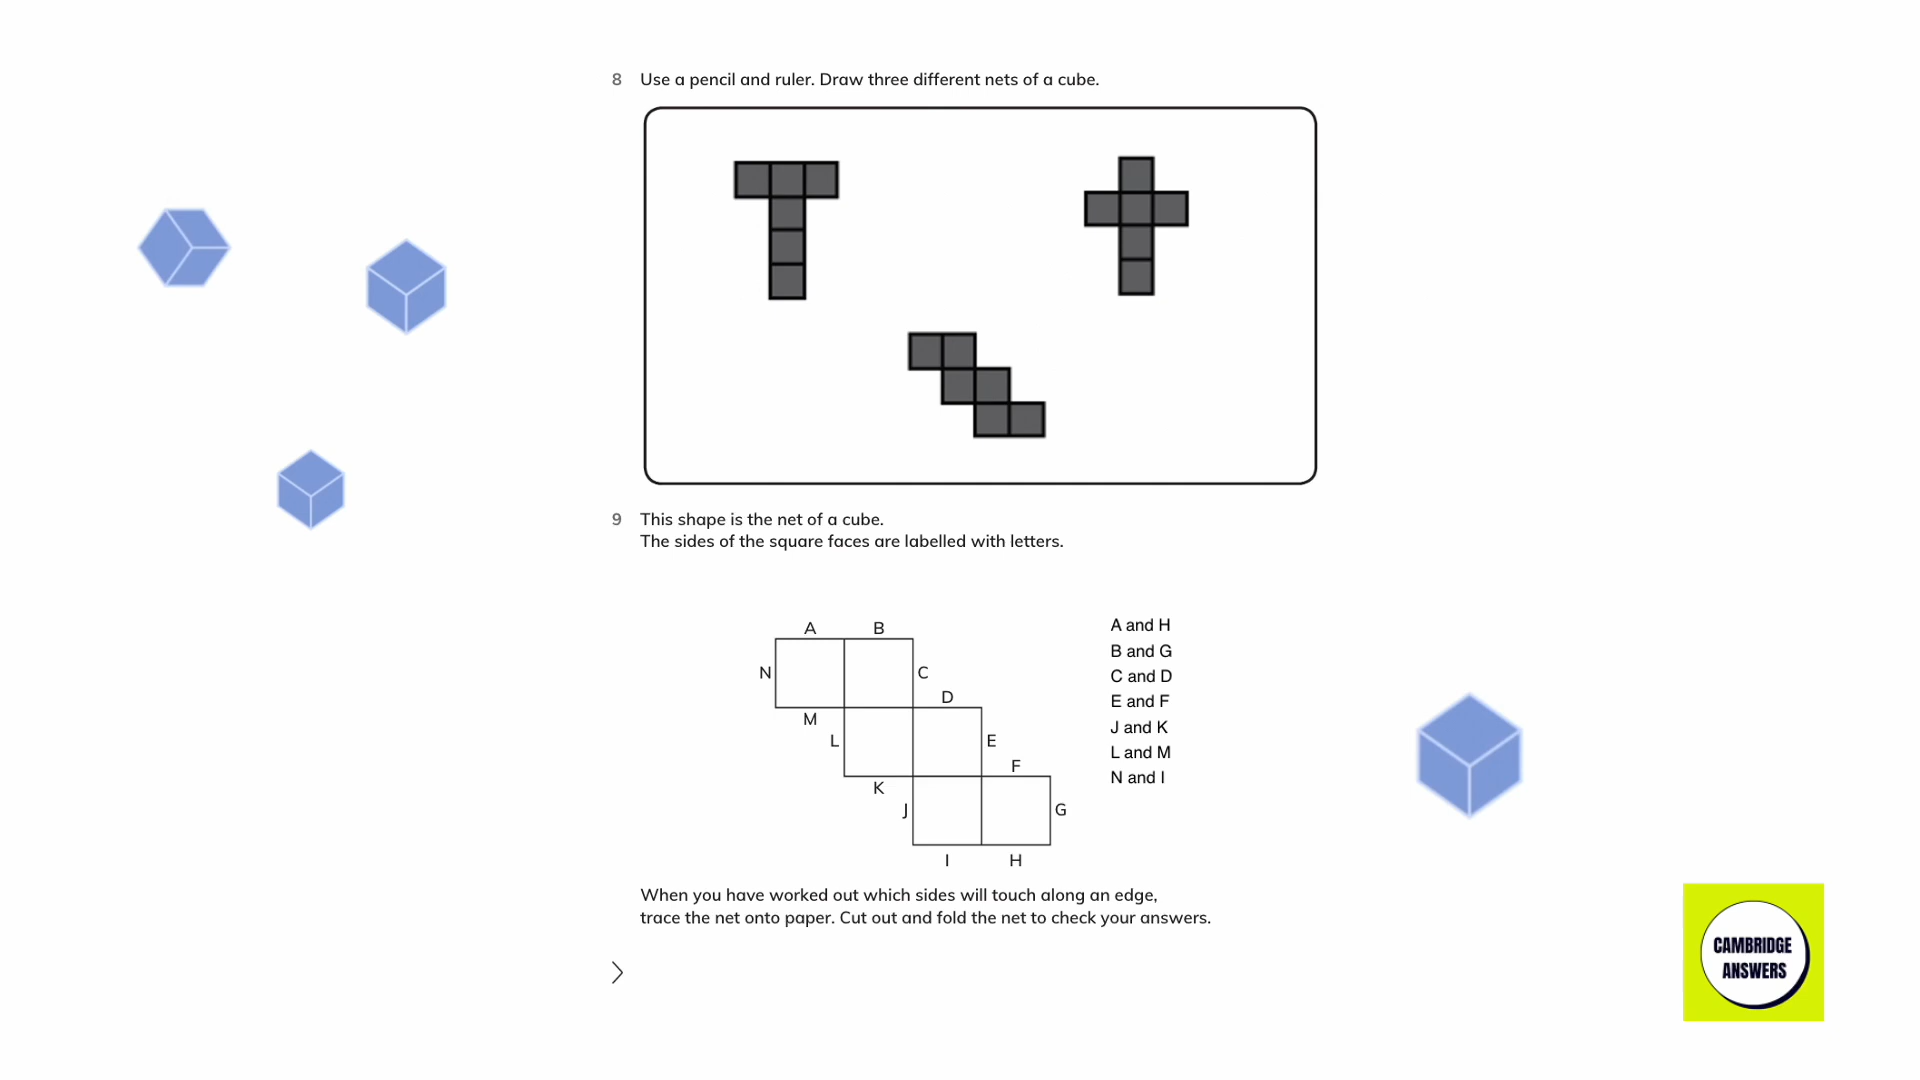 8 Use a pencil and ruler. Draw three different nets of a cube.
9 This shape is the net of a cube.
The sides of the square faces are labelled with letters.
A B
N C
D
M
L E
F
K
J G
I H
A and H
B and G
C and D
E and F
J and K
L and M
N and I
When you have worked out which sides will touch along an edge,
trace the net onto paper. Cut out and fold the net to check your answers.
CAMBRIDGE
ANSWERS